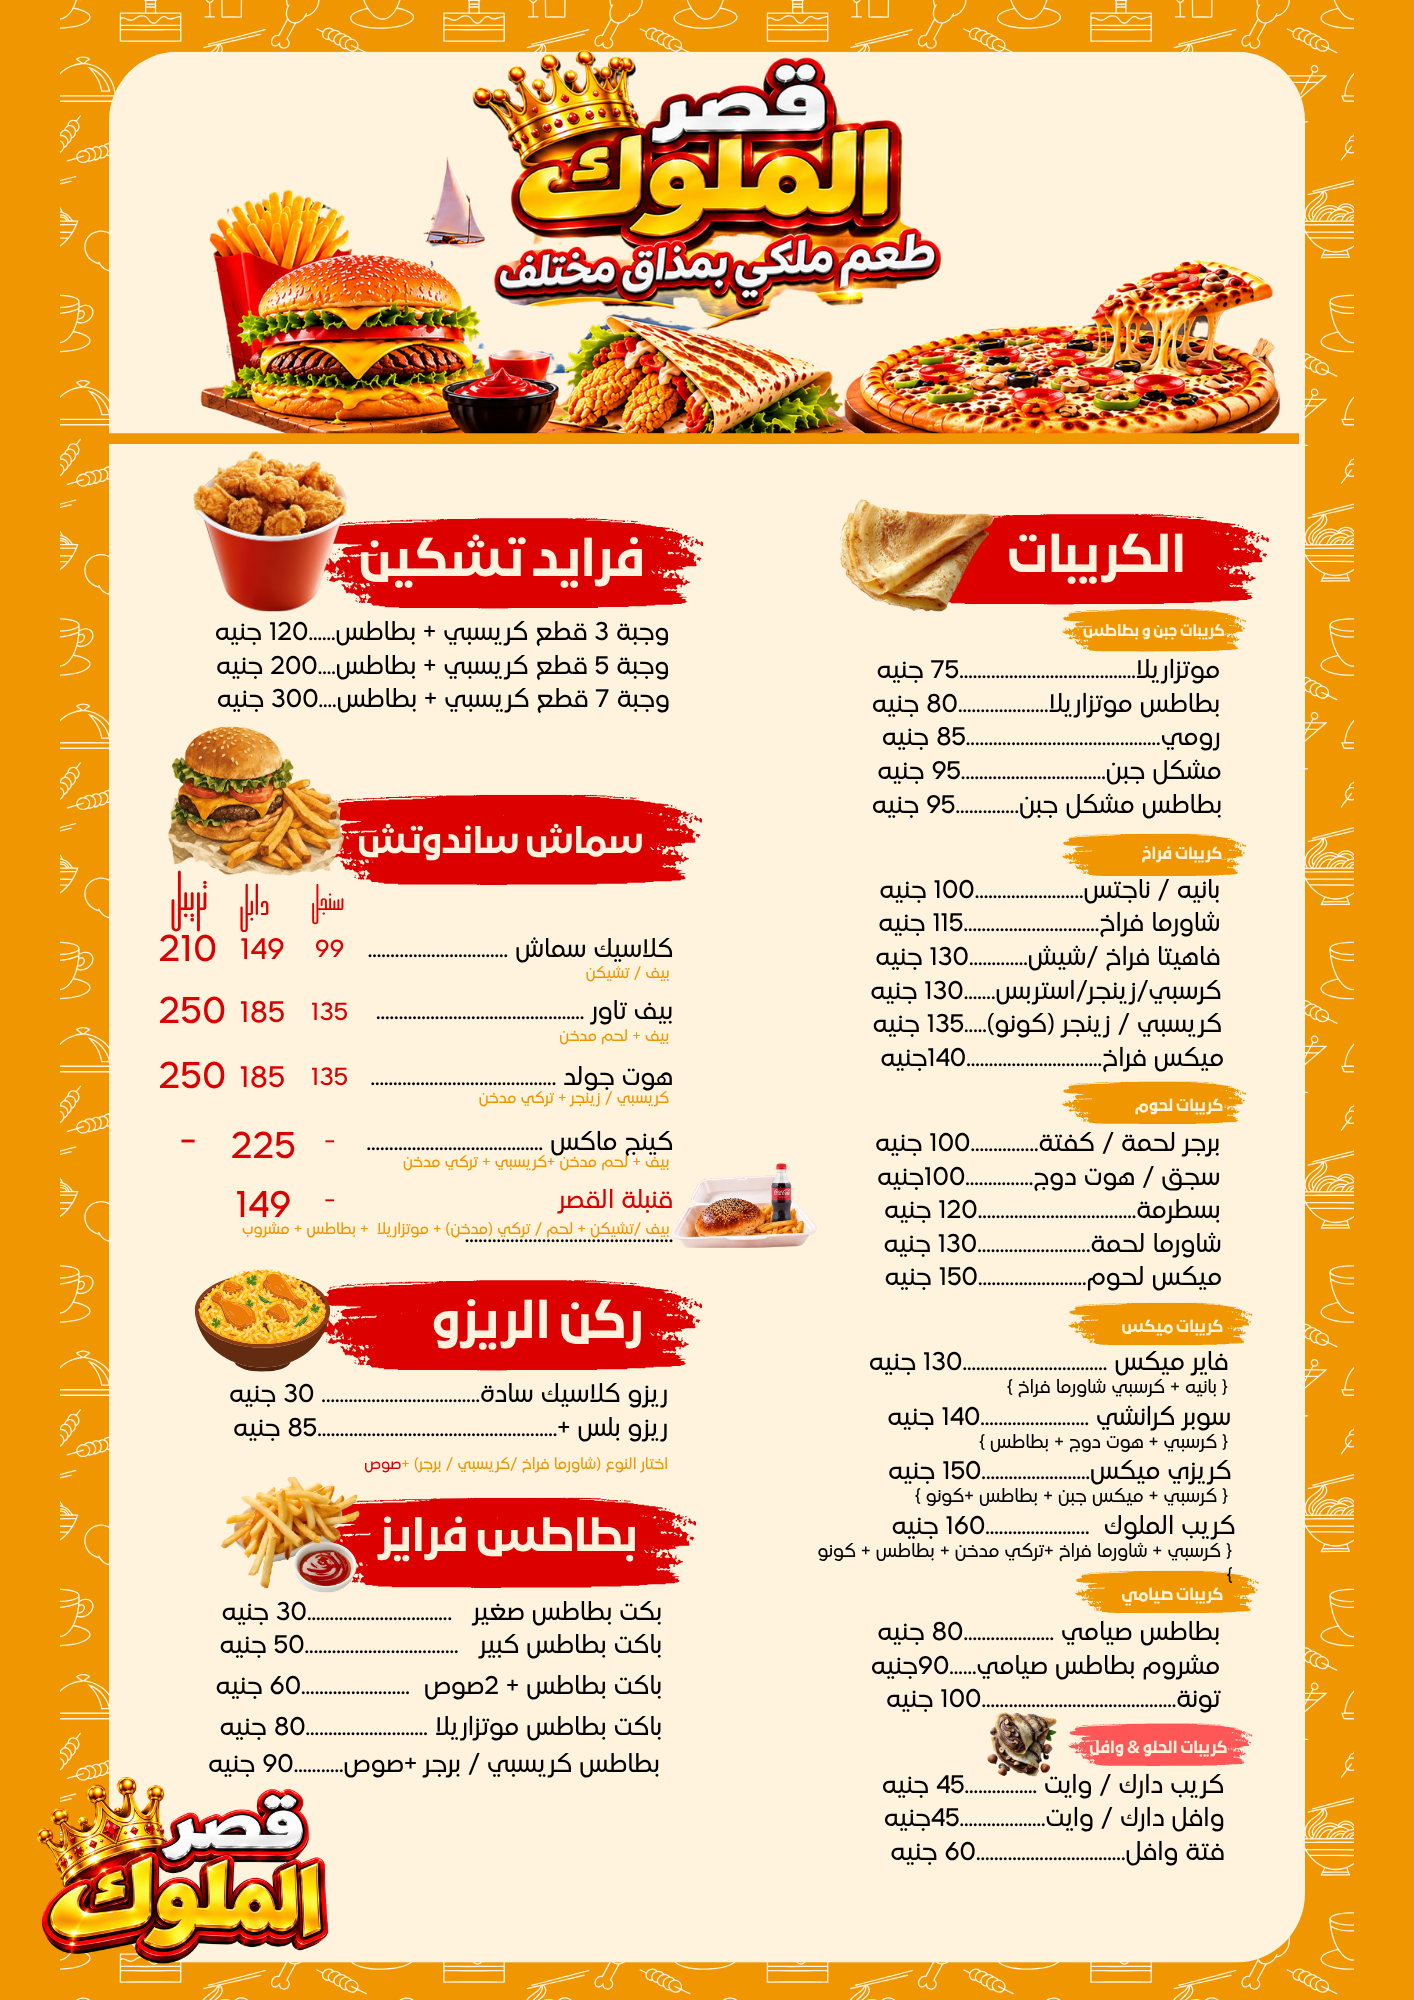 قصر
الملوك
طعم ملكي بمذاق مختلف
الكريبات
كريبات جبن و بطاطس
موتزاريلا.......................................75 جنيه
بطاطس موتزاريلا....................80 جنيه
رومي...........................................85 جنيه
مشكل جبن................................95 جنيه
بطاطس مشكل جبن..............95 جنيه
كريبات فراخ
بانيه / ناجتس........................100 جنيه
شاورما فراخ..............................115 جنيه
فاهيتا فراخ /شيش.............130 جنيه
كرسبي/زينجر/استربس.......130 جنيه
كريسبي / زينجر (كونو).....135 جنيه
ميكس فراخ..............................140جنيه
كريبات لحوم
برجر لحمة / كفتة...............100 جنيه
سجق / هوت دوج...............100جنيه
بسطرمة...................................120 جنيه
شاورما لحمة.........................130 جنيه
ميكس لحوم........................150 جنيه
كريبات ميكس
فاير ميكس ................................130 جنيه
{ بانيه + كرسبي شاورما فراخ }
سوبر كرانشي ........................140 جنيه
{ كرسبي + هوت دوج + بطاطس }
كريزي ميكس........................150 جنيه
{ كرسبي + ميكس جبن + بطاطس +كونو }
كريب الملوك .......................160 جنيه
{ كرسبي + شاورما فراخ +تركي مدخن + بطاطس + كونو
}
كريبات صيامي
بطاطس صيامي ....................80 جنيه
مشروم بطاطس صيامي......90جنيه
تونة...........................................100 جنيه
كريبات الحلو & وافل
كريب دارك / وايت ................45 جنيه
وافل دارك / وايت...................45جنيه
فتة وافل.................................60 جنيه
فرايد تشكين
وجبة 3 قطع كريسبي + بطاطس......120 جنيه
وجبة 5 قطع كريسبي + بطاطس....200 جنيه
وجبة 7 قطع كريسبي + بطاطس....300 جنيه
سماش ساندوتش
سنجل دابل تريبل
كلاسيك سماش ............................... 99 149 210
بيف / تشيكن
بيف تاور .............................................. 135 185 250
بيف + لحم مدخن
هوت جولد ......................................... 135 185 250
كريسبي / زينجر + تركي مدخن
كينج ماكس ....................................... - 225 -
بيف + لحم مدخن +كريسبي + تركي مدخن
قنبلة القصر - 149
بيف /تشيكن + لحم / تركي (مدخن) + موتزاريلا + بطاطس + مشروب
..............................................
ركن الريزو
ريزو كلاسيك سادة................................... 30 جنيه
ريزو بلس +.....................................................85 جنيه
اختار النوع (شاورما فراخ /كريسبي / برجر) +صوص
بطاطس فرايز
بكت بطاطس صغير ................................30 جنيه
باكت بطاطس كبير ..................................50 جنيه
باكت بطاطس + 2صوص ........................60 جنيه
باكت بطاطس موتزاريلا ...........................80 جنيه
بطاطس كريسبي / برجر +صوص...........90 جنيه
قصر
الملوك